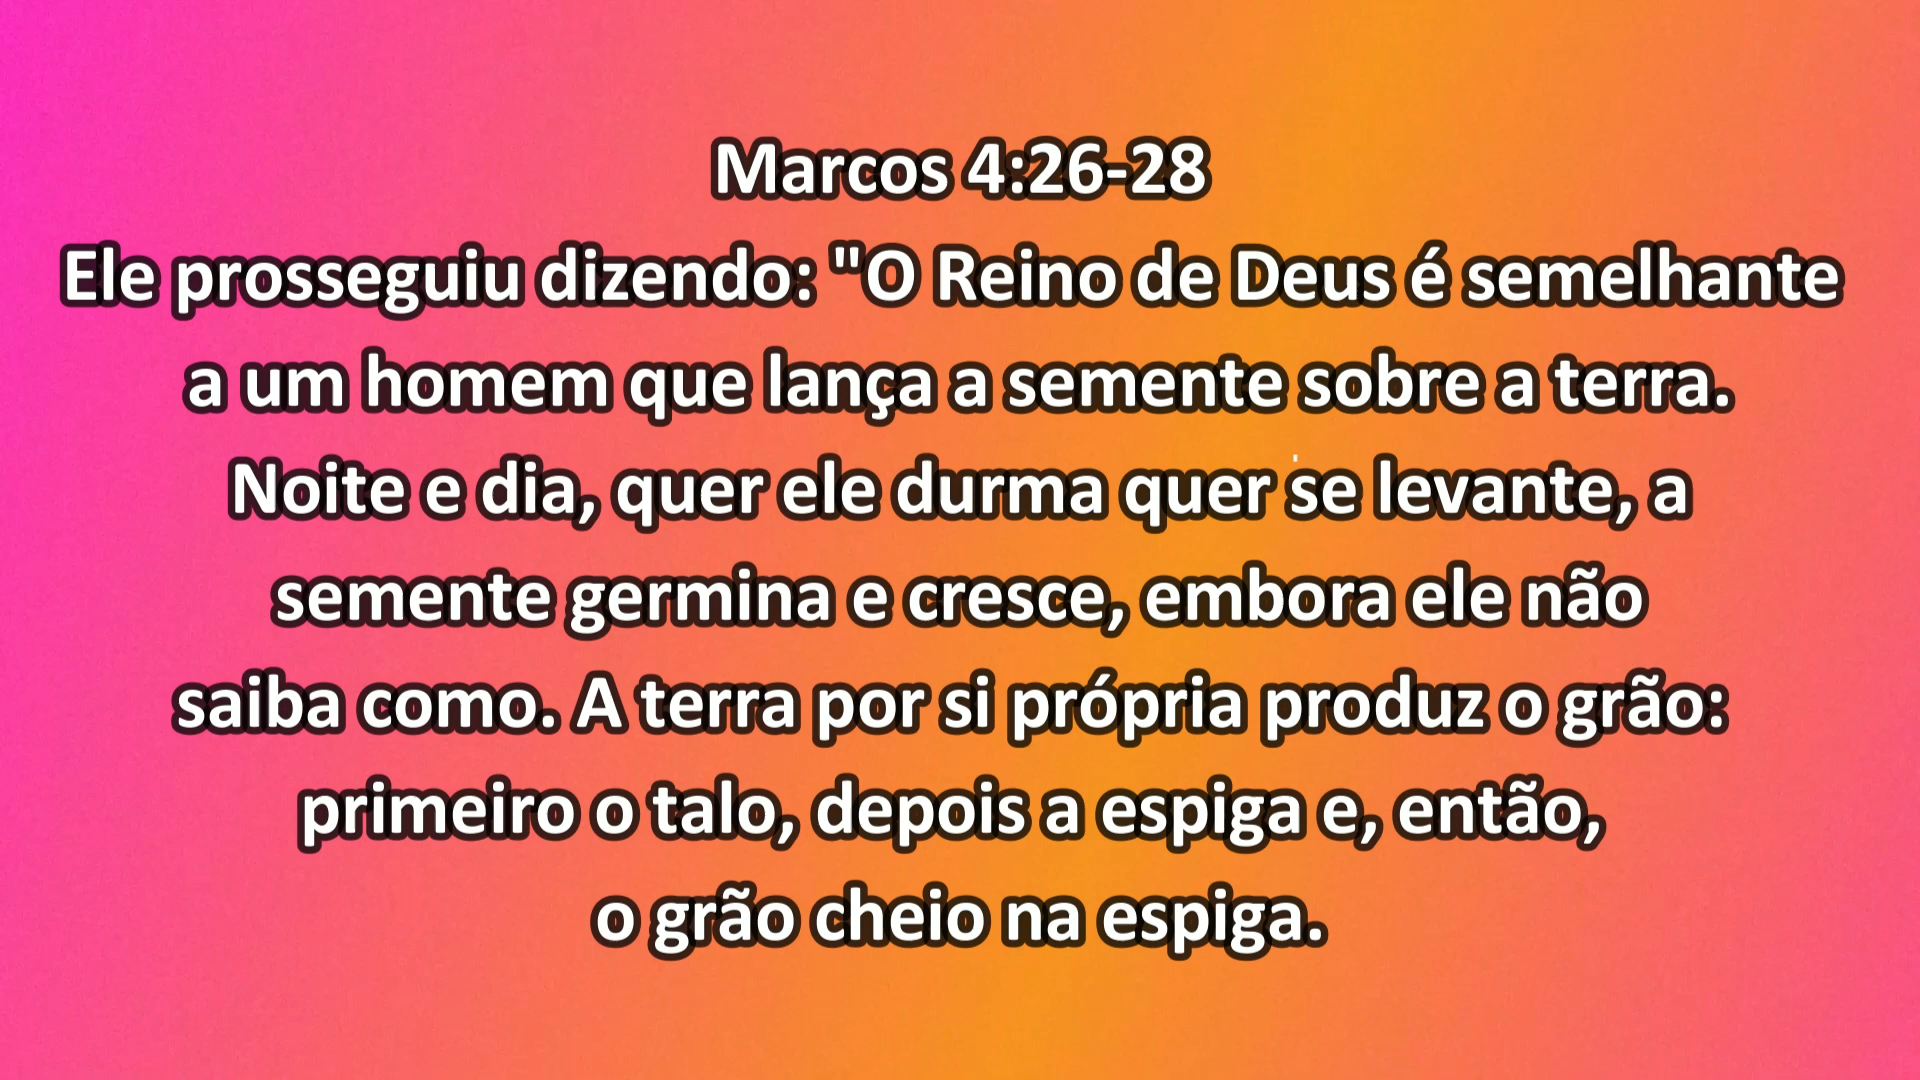 Marcos 4:26-28
Ele prosseguiu dizendo: "O Reino de Deus é semelhante
a um homem que lança a semente sobre a terra.
Noite e dia, quer ele durma quer se levante, a
semente germina e cresce, embora ele não
saiba como. A terra por si própria produz o grão:
primeiro o talo, depois a espiga e, então,
o grão cheio na espiga.